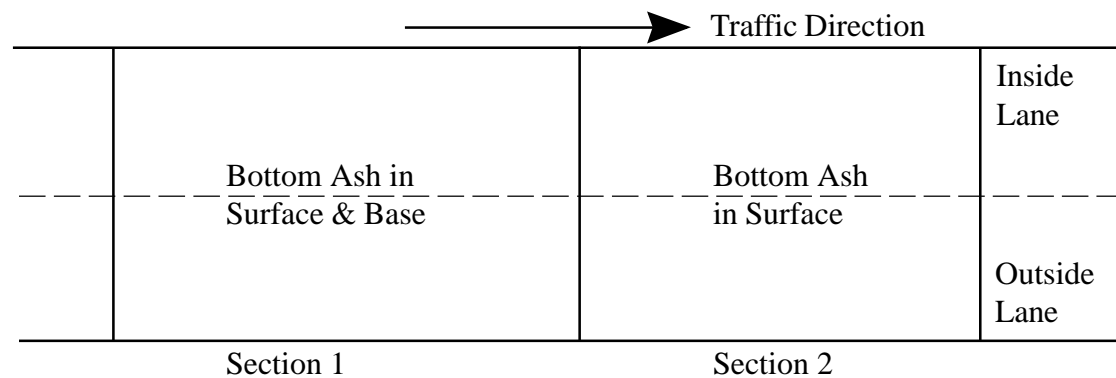 Traffic Direction
Inside
Lane
Bottom Ash in
Surface & Base
Bottom Ash
in Surface
Outside
Lane
Section 1
Section 2